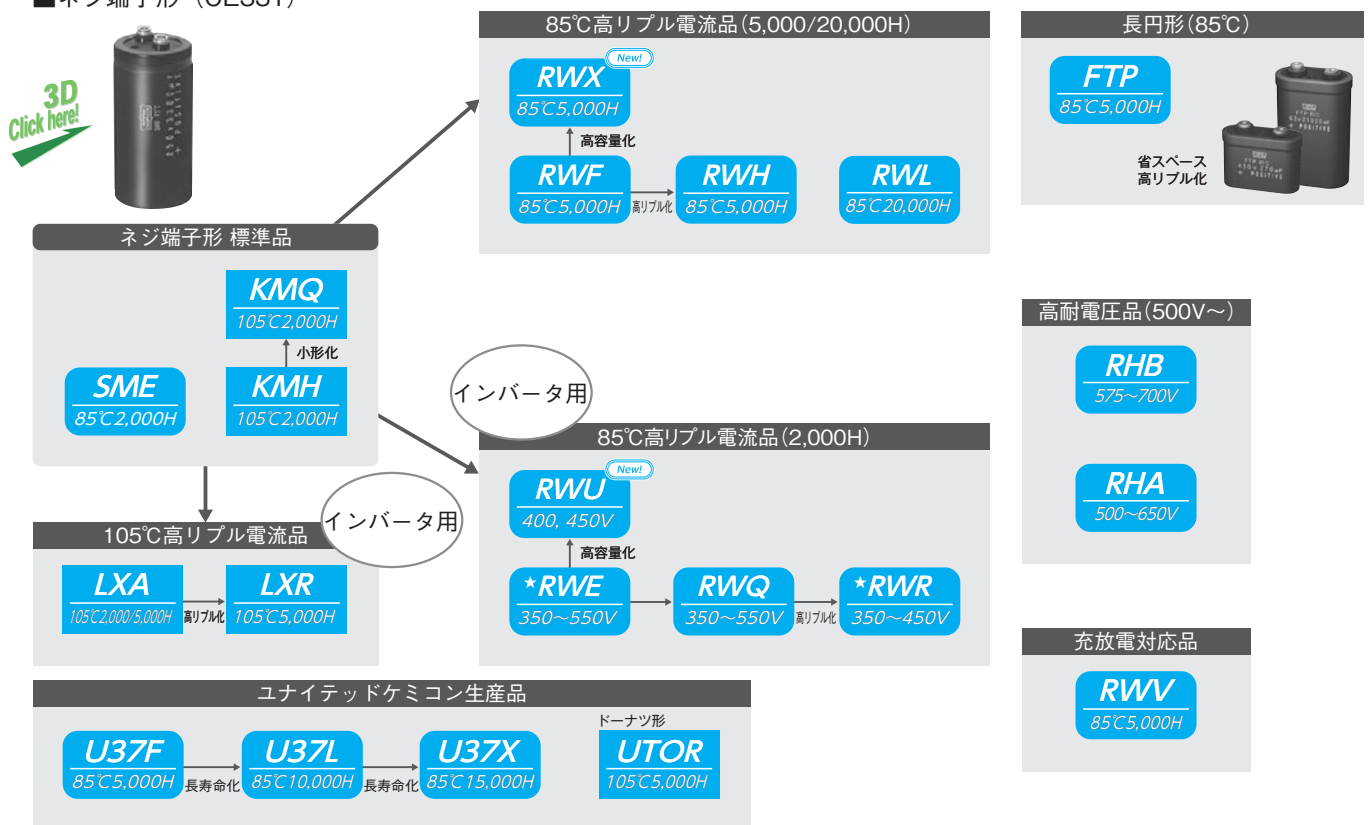 ■ネジ端子形（CE33T）
3D
Click here!
85℃高リプル電流品(5,000/20,000H)
RWX
New!
85℃5,000H
高容量化
RWF
85℃5,000H
高リプル化
RWH
85℃5,000H
RWL
85℃20,000H
長円形(85℃)
FTP
85℃5,000H
省スペース
高リプル化
ネジ端子形 標準品
KMQ
105℃2,000H
小形化
SME
85℃2,000H
KMH
105℃2,000H
インバータ用
85℃高リプル電流品(2,000H)
RWU
New!
400, 450V
高容量化
★RWE
350～550V
RWQ
350～550V
高リプル化
★RWR
350～450V
高耐電圧品(500V～)
RHB
575～700V
RHA
500～650V
インバータ用
105℃高リプル電流品
LXA
105℃2,000/5,000H
高リプル化
LXR
105℃5,000H
充放電対応品
RWV
85℃5,000H
ユナイテッドケミコン生産品
U37F
85℃5,000H
長寿命化
U37L
85℃10,000H
長寿命化
U37X
85℃15,000H
ドーナツ形
UTOR
105℃5,000H